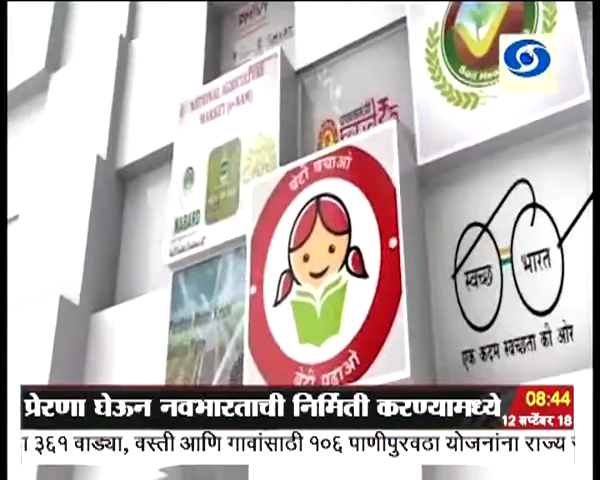 NATIONAL AGRICULTURE
MARKET (e-NAM)
NABARD
बेटी बचाओ
बेटी पढ़ाओ
स्वच्छ भारत
एक कदम स्वच्छता की ओर
प्रेरणा घेऊन नवभारताची निर्मिती करण्यामध्ये
08:44
12 सप्टेंबर 18
३६१ वाड्या, वस्ती आणि गावांसाठी १०६ पाणीपुरवठा योजनांना राज्य